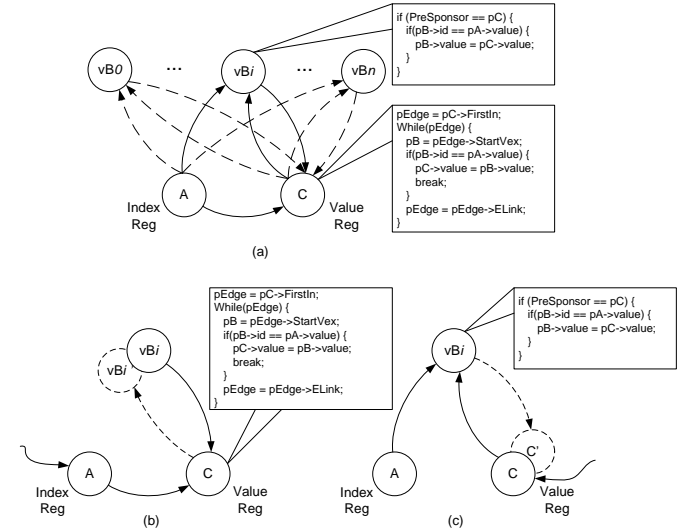 (a)
if (PreSponsor == pC) {
if(pB->id == pA->value) {
pB->value = pC->value;
}
}
vB0
...
vBi
...
vBn
pEdge = pC->FirstIn;
While(pEdge) {
pB = pEdge->StartVex;
if(pB->id == pA->value) {
pC->value = pB->value;
break;
}
pEdge = pEdge->ELink;
}
A
C
Index
Reg
Value
Reg
(a)
pEdge = pC->FirstIn;
While(pEdge) {
pB = pEdge->StartVex;
if(pB->id == pA->value) {
pC->value = pB->value;
break;
}
pEdge = pEdge->ELink;
}
vBi
vBi
A
C
Index
Reg
Value
Reg
(b)
if (PreSponsor == pC) {
if(pB->id == pA->value) {
pB->value = pC->value;
}
}
vBi
C'
A
C
Index
Reg
Value
Reg
(c)